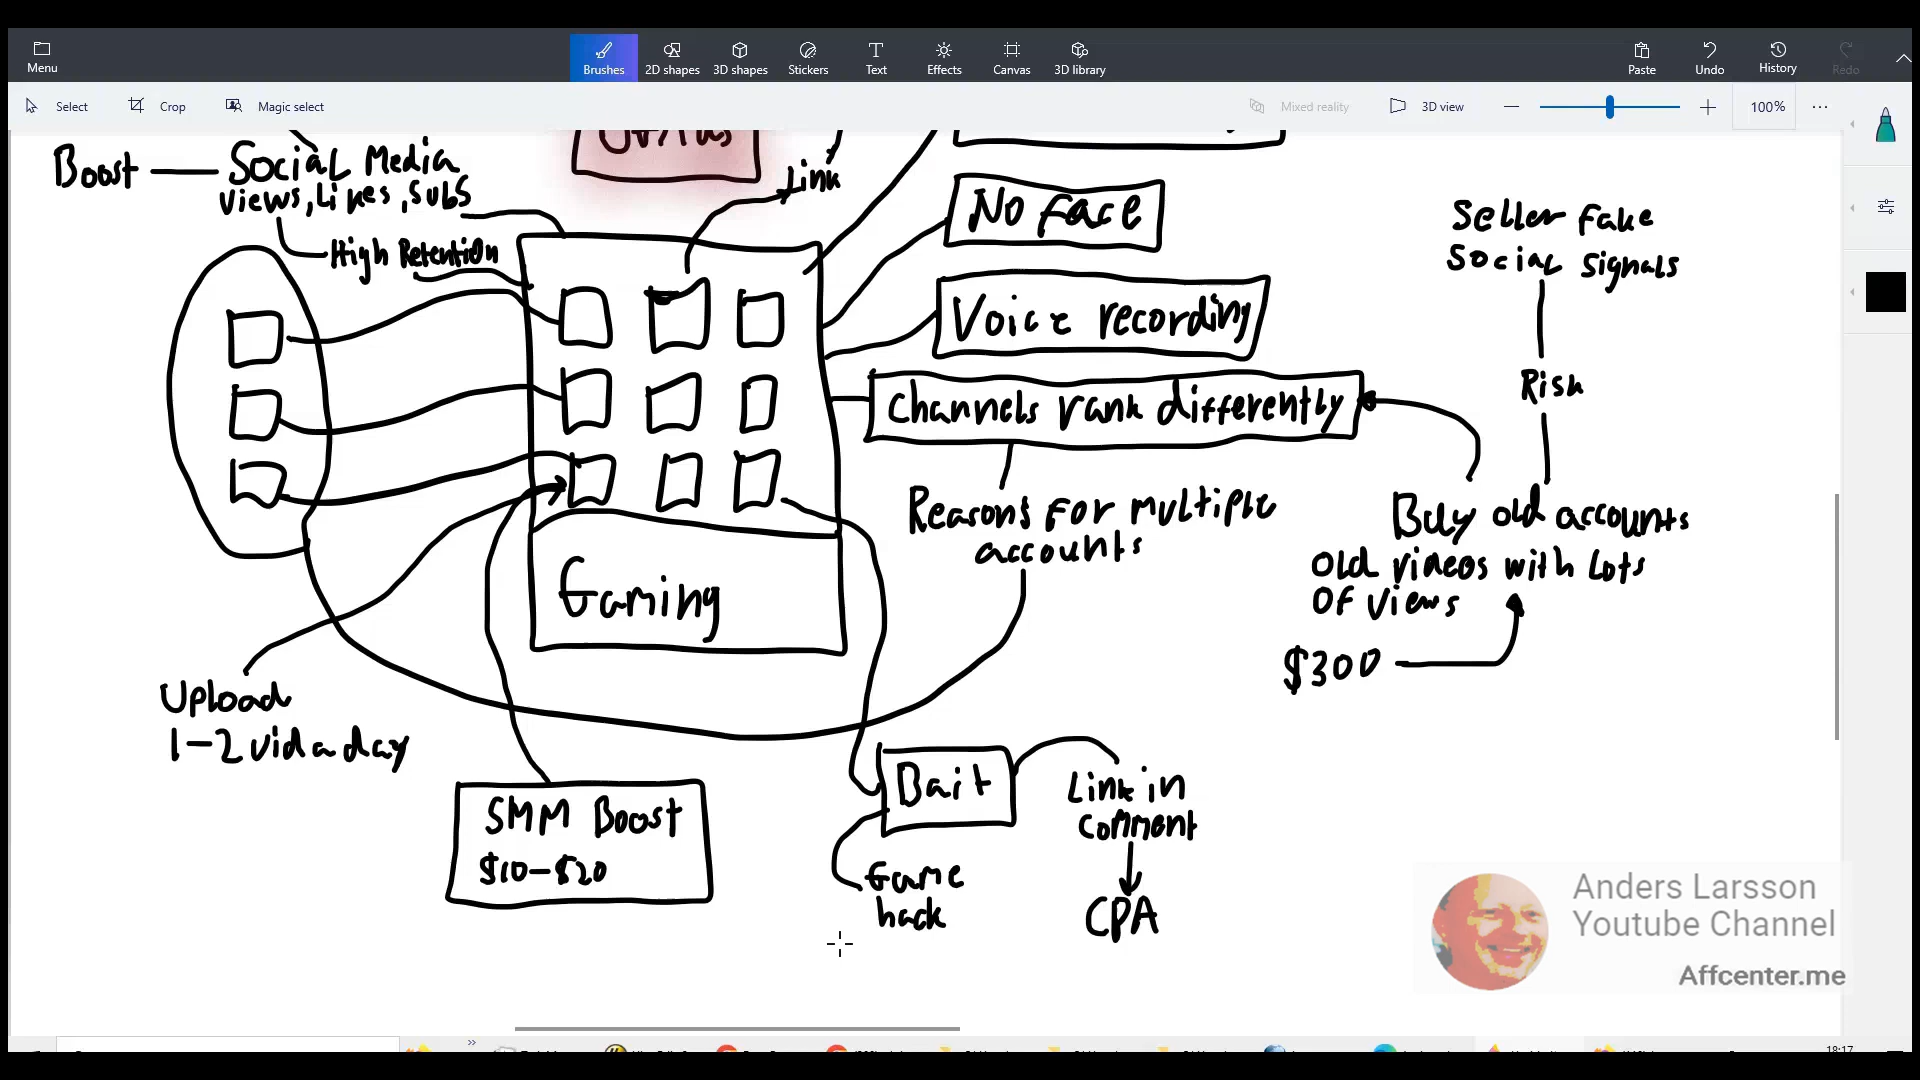 Menu
Brushes
2D shapes
3D shapes
Stickers
Text
Effects
Canvas
3D library
Paste
Undo
History
Redo
Select
Crop
Magic select
Mixed reality
3D view
100%
Boost
Social Media
views, likes, subs
High Retention
Link
No face
Voice recording
Channels rank differently
Reasons for multiple
accounts
Seller fake
Social signals
Risk
Buy old accounts
Old videos with lots
of views
$300
Gaming
Upload
1-2 vid a day
SMM Boost
$10-$20
Bait
Game
hack
Link in
comment
CPA
Anders Larsson
Youtube Channel
Affcenter.me
18:17